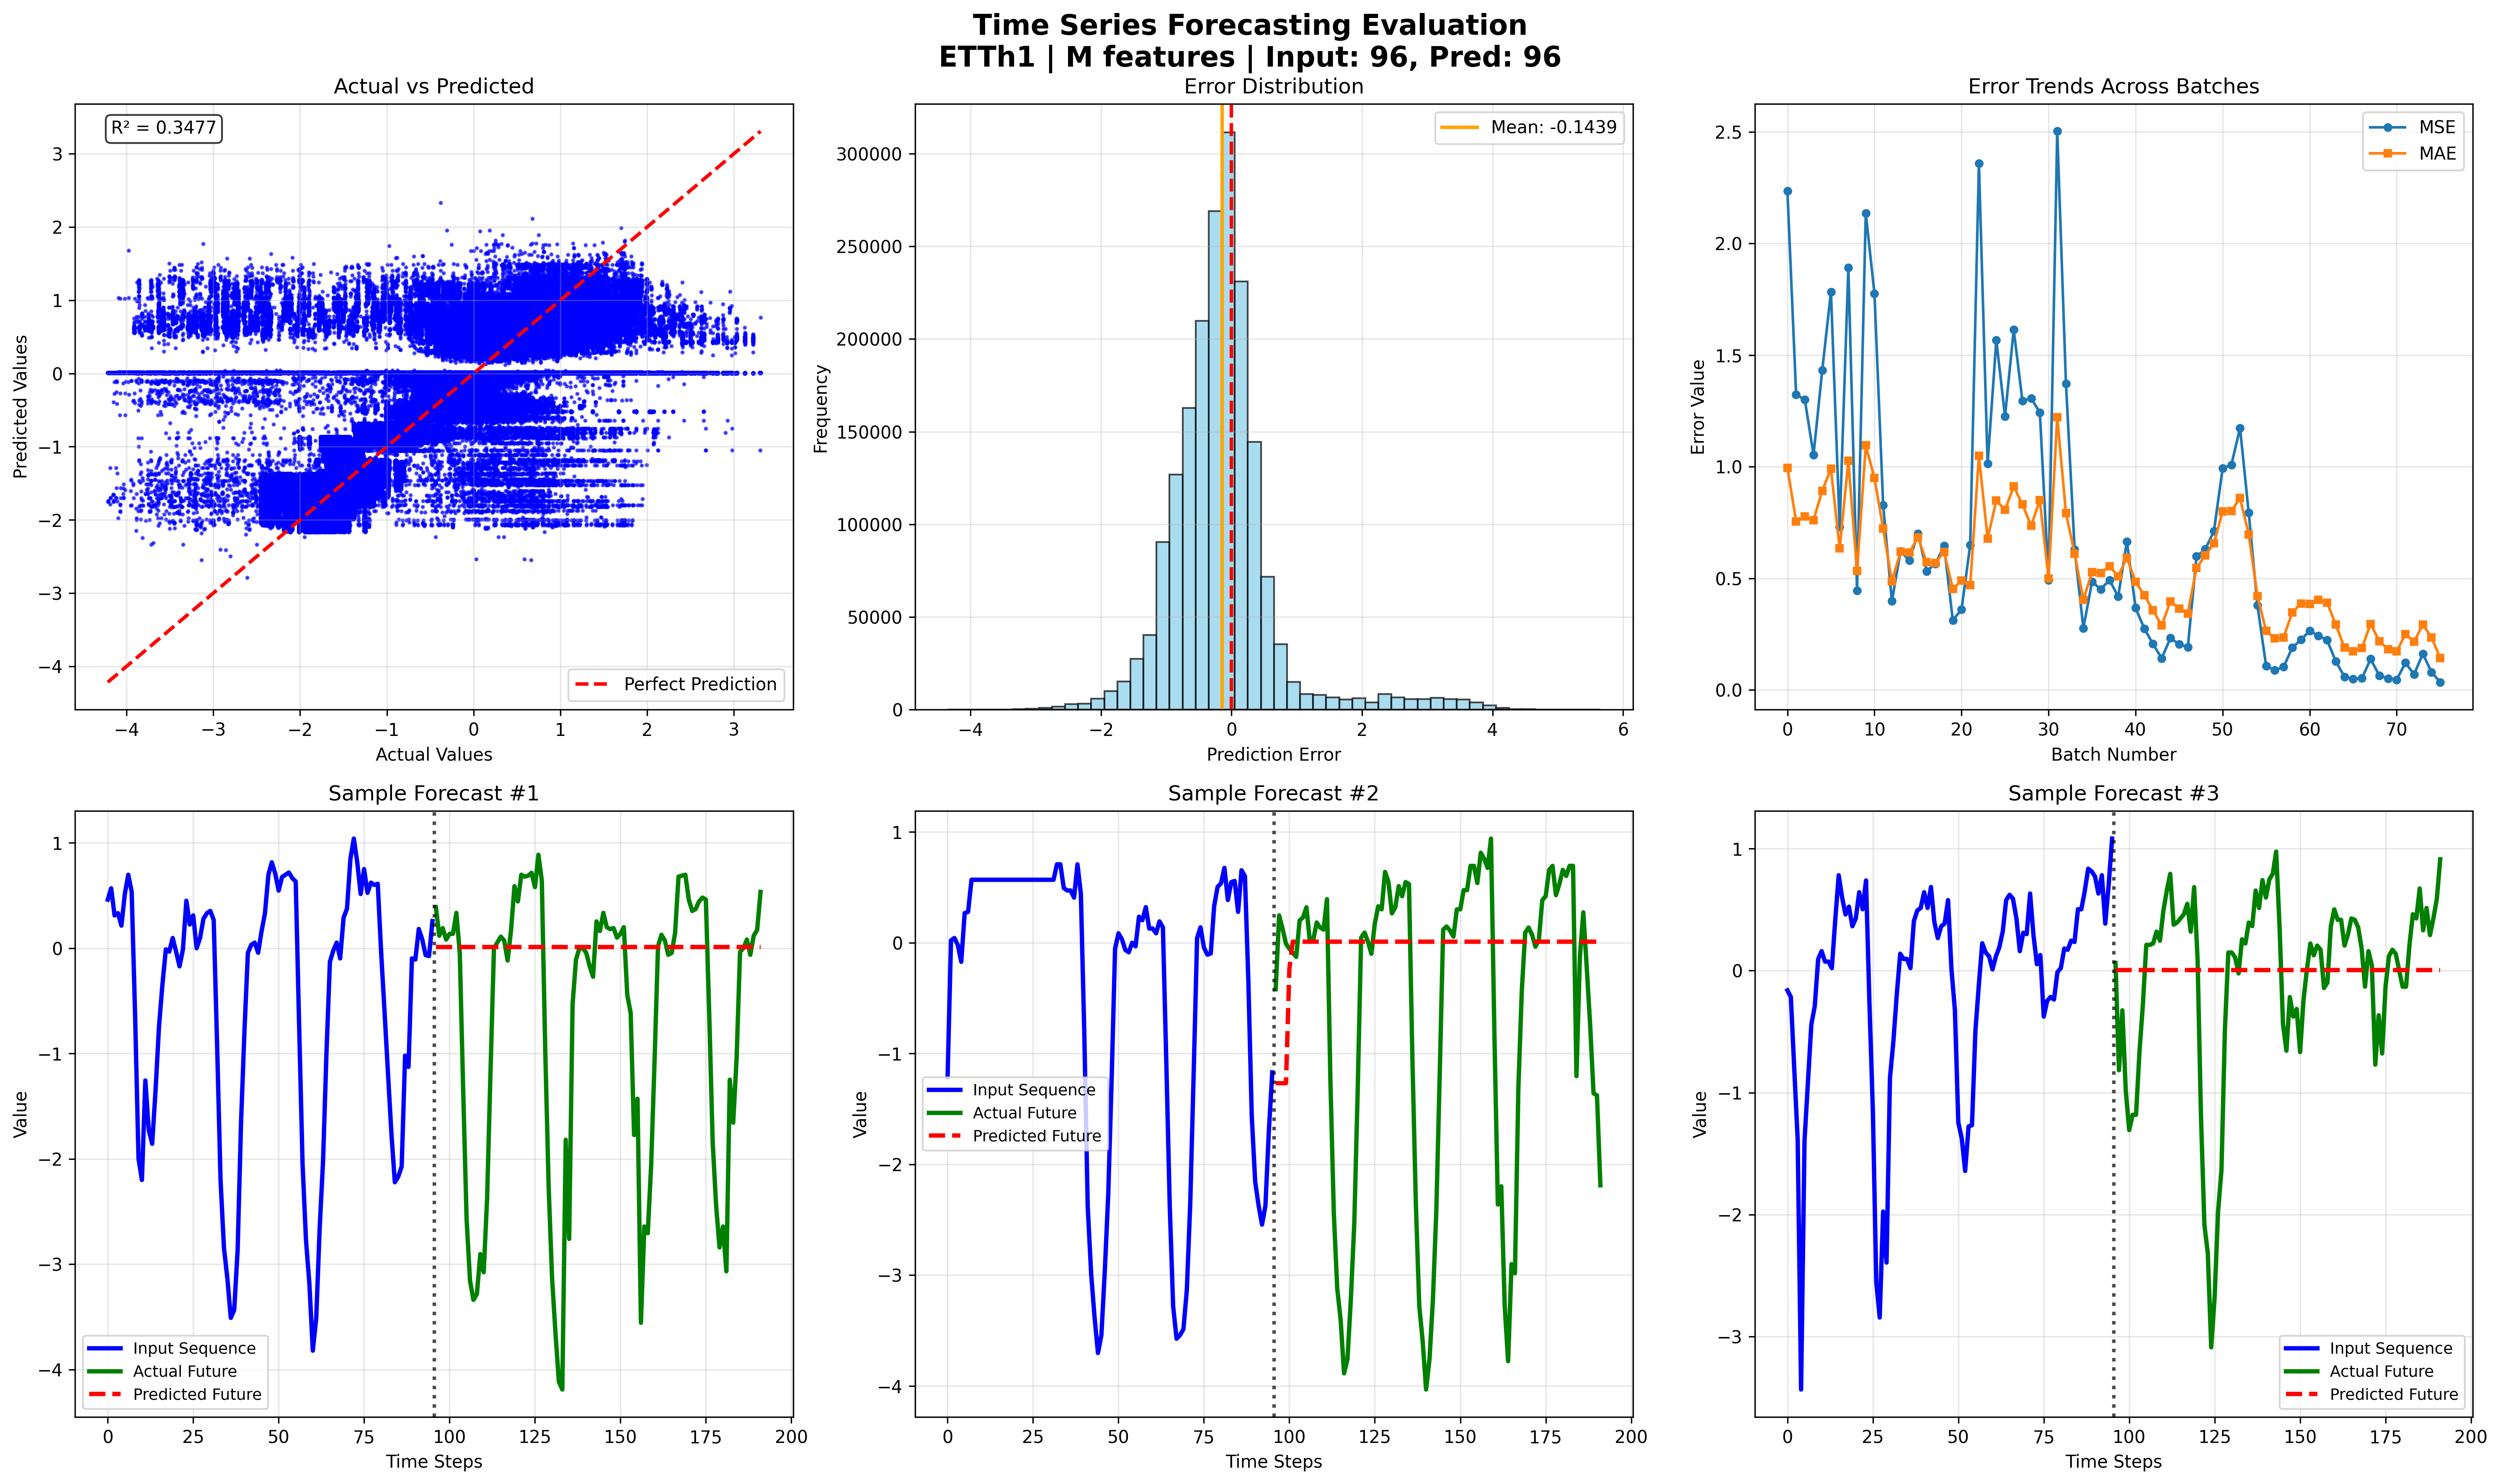 Time Series Forecasting Evaluation
ETTh1 | M features | Input: 96, Pred: 96
Actual vs Predicted
R² = 0.3477
3
2
1
0
−1
−2
−3
−4
Predicted Values
−4
−3
−2
−1
0
1
2
3
Actual Values
Perfect Prediction
Error Distribution
Mean: -0.1439
300000
250000
200000
150000
100000
50000
0
Frequency
−4
−2
0
2
4
6
Prediction Error
Error Trends Across Batches
MSE
MAE
2.5
2.0
1.5
1.0
0.5
0.0
Error Value
0
10
20
30
40
50
60
70
Batch Number
Sample Forecast #1
1
0
−1
−2
−3
−4
Value
Input Sequence
Actual Future
Predicted Future
0
25
50
75
100
125
150
175
200
Time Steps
Sample Forecast #2
1
0
−1
−2
−3
−4
Value
Input Sequence
Actual Future
Predicted Future
0
25
50
75
100
125
150
175
200
Time Steps
Sample Forecast #3
1
0
−1
−2
−3
Value
Input Sequence
Actual Future
Predicted Future
0
25
50
75
100
125
150
175
200
Time Steps